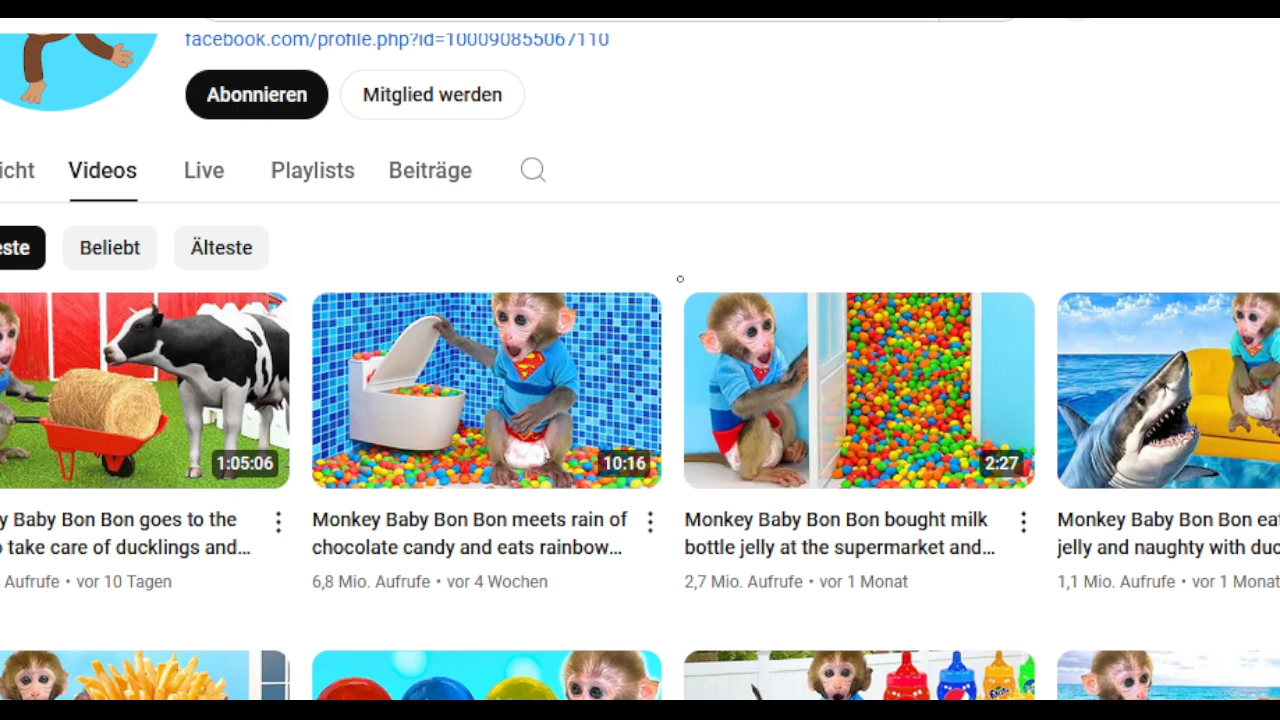 facebook.com/profile.php?id=100090855067110
Abonnieren Mitglied werden
icht Videos Live Playlists Beiträge
este Beliebt Älteste
1:05:06 10:16 2:27
y Baby Bon Bon goes to the
o take care of ducklings and...
Aufrufe • vor 10 Tagen
Monkey Baby Bon Bon meets rain of
chocolate candy and eats rainbow...
6,8 Mio. Aufrufe • vor 4 Wochen
Monkey Baby Bon Bon bought milk
bottle jelly at the supermarket and...
2,7 Mio. Aufrufe • vor 1 Monat
Monkey Baby Bon Bon eat
jelly and naughty with duc
1,1 Mio. Aufrufe • vor 1 Monat